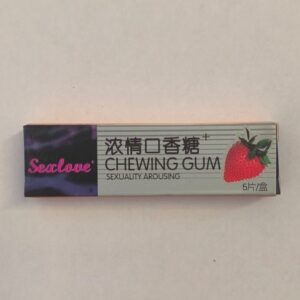 Sexlove
浓情口香糖+
CHEWING GUM
SEXUALITY AROUSING
5片/盒